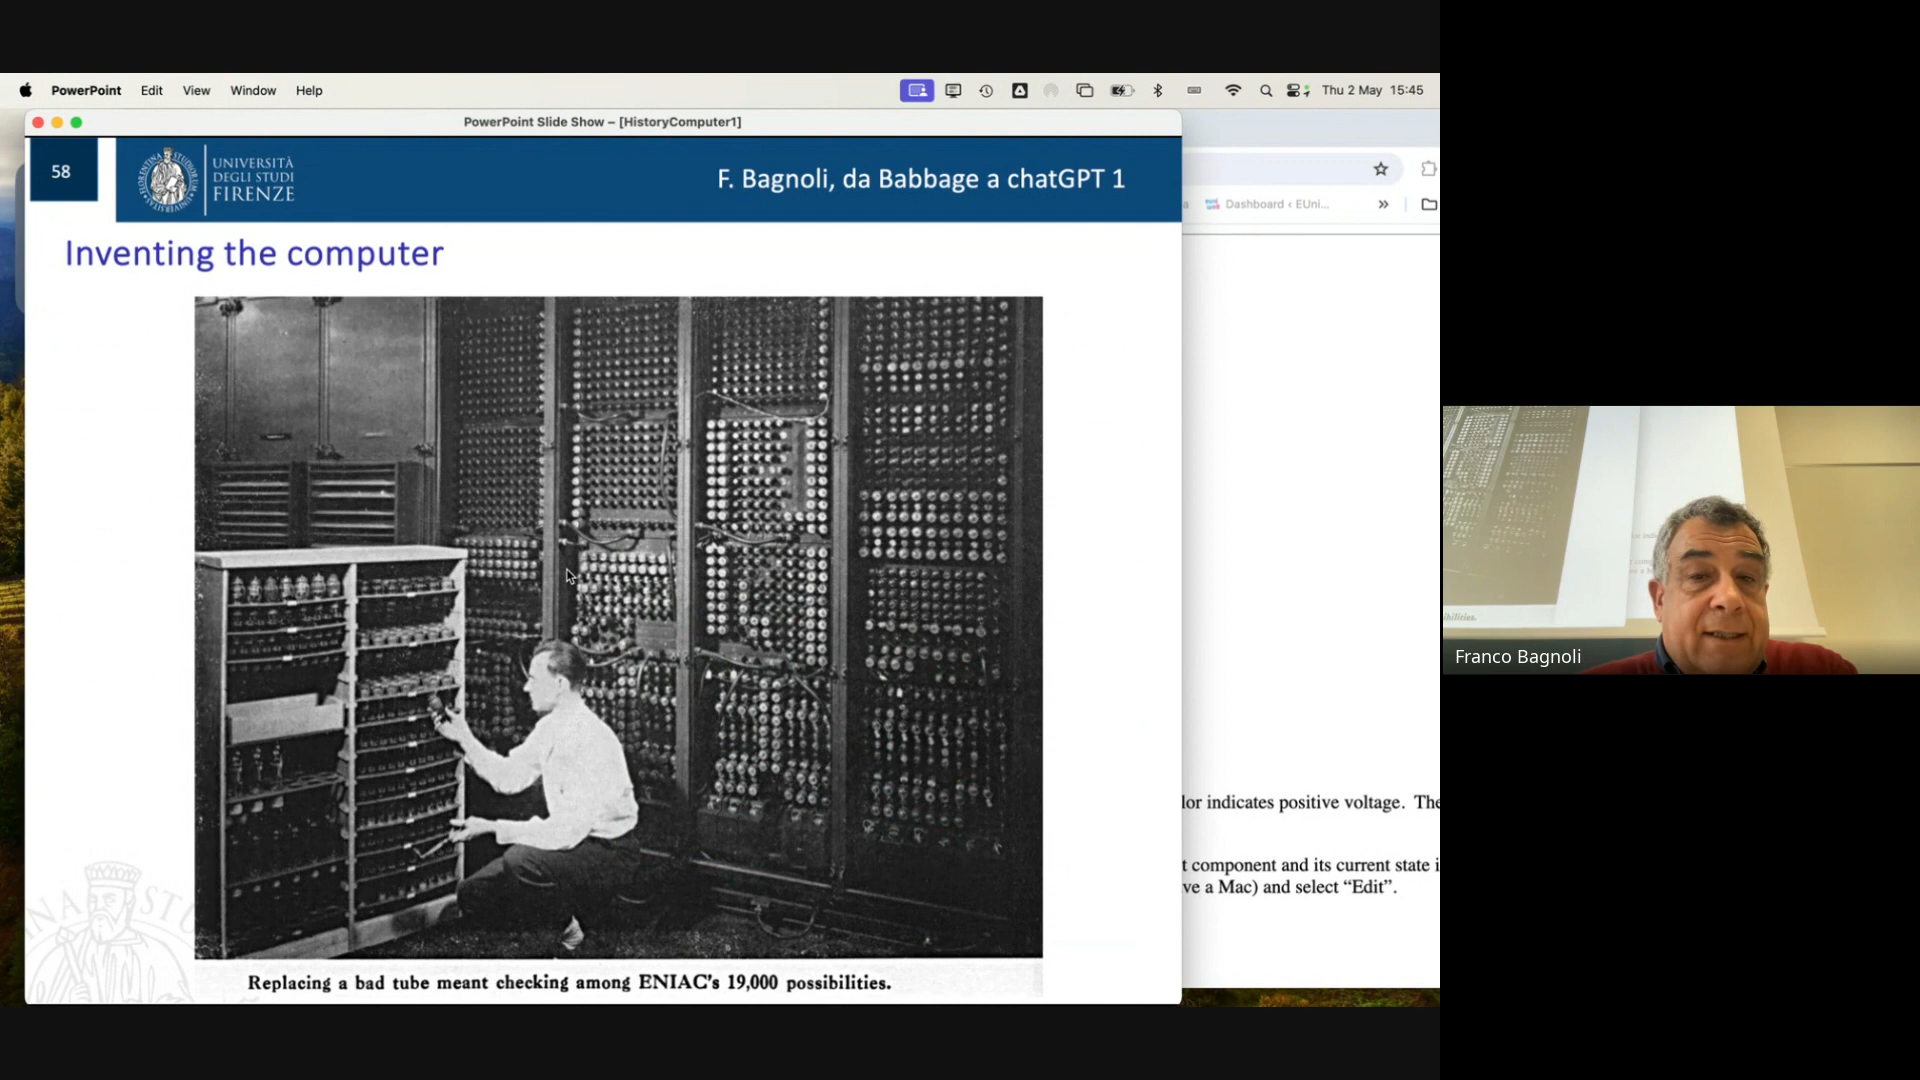 PowerPoint Edit View Window Help
Thu 2 May 15:45
PowerPoint Slide Show – [HistoryComputer1]
58
UNIVERSITÀ
DEGLI STUDI
FIRENZE
F. Bagnoli, da Babbage a chatGPT 1
Dashboard ‹ EUni...
Inventing the computer
Replacing a bad tube meant checking among ENIAC's 19,000 possibilities.
lor indicates positive voltage. The
t component and its current state i
ve a Mac) and select “Edit”.
Franco Bagnoli